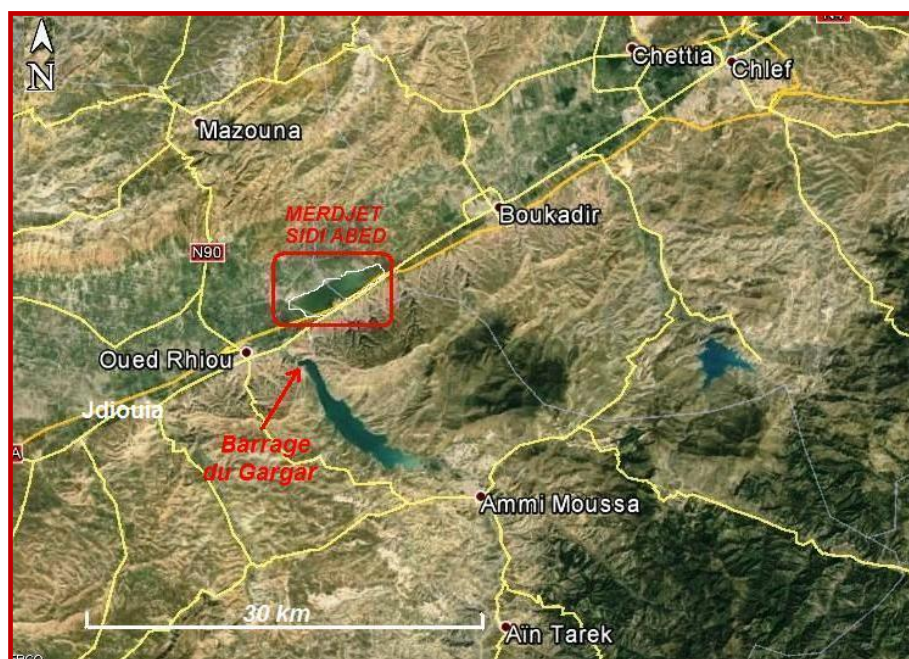 N4
N
Chettia
Chlef
Mazouna
MERDJET
SIDI ABED
Boukadir
N90
Oued Rhiou
Jdiouia
A
Barrage
du Gargar
Ammi Moussa
30 km
Aïn Tarek